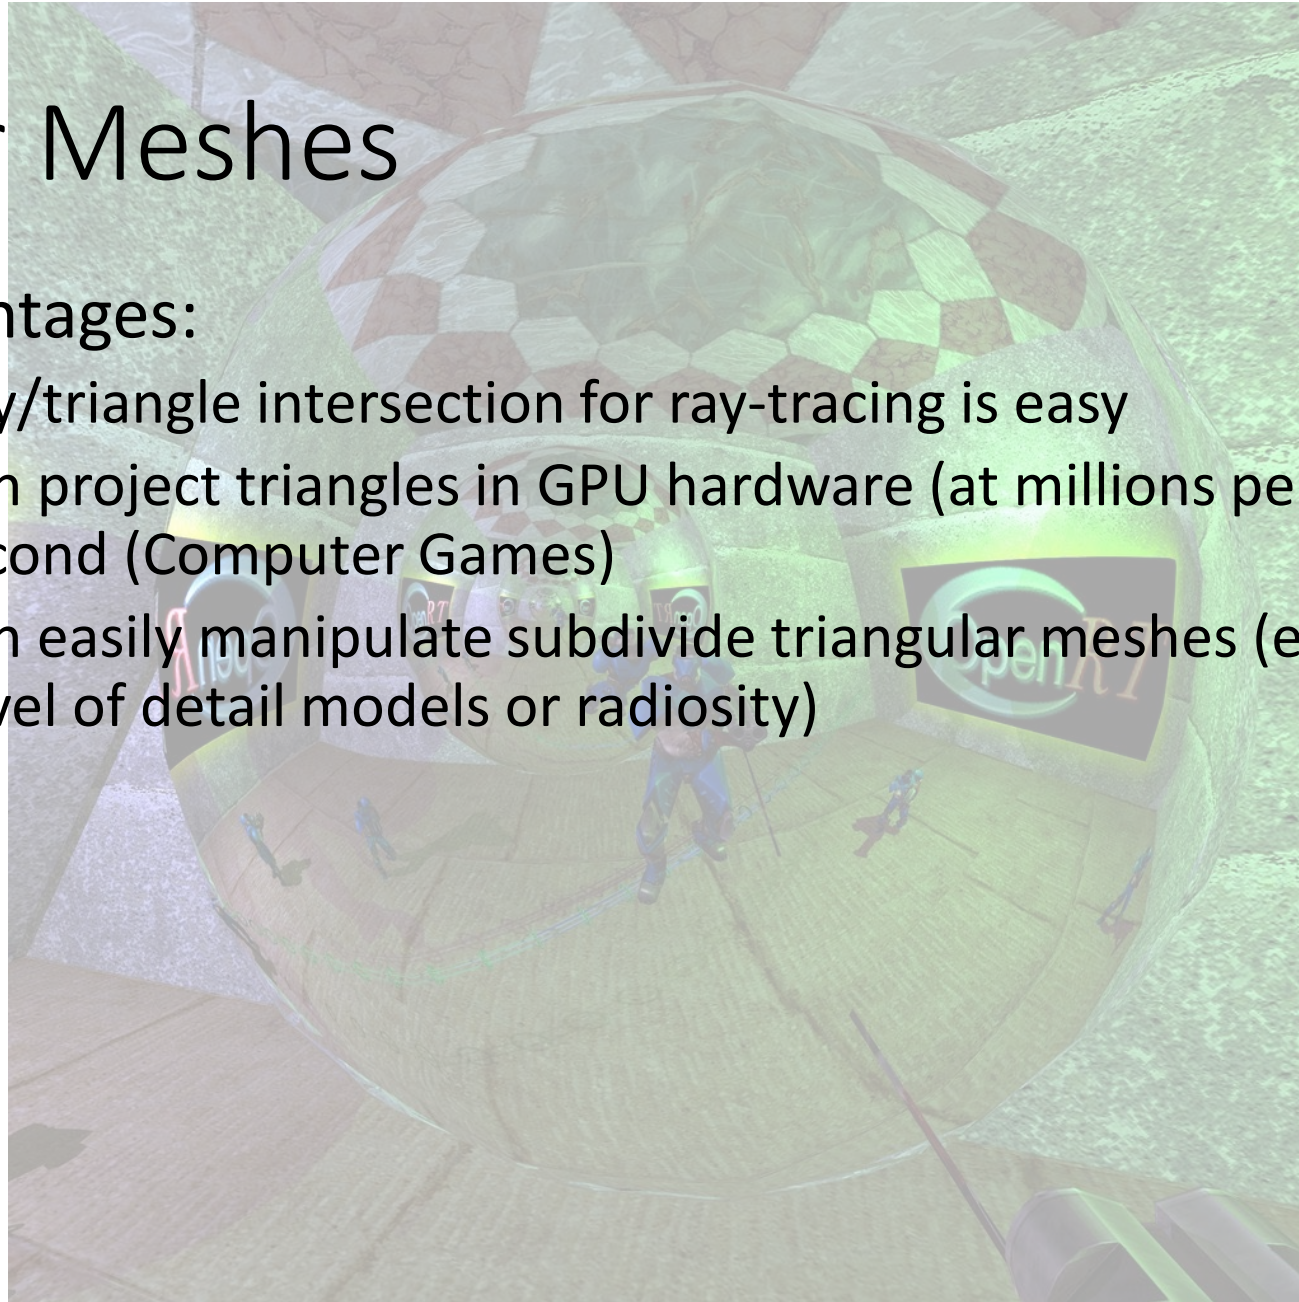 r Meshes
ntages:
y/triangle intersection for ray-tracing is easy
n project triangles in GPU hardware (at millions pe
cond (Computer Games)
n easily manipulate subdivide triangular meshes (e
vel of detail models or radiosity)
OpenRT